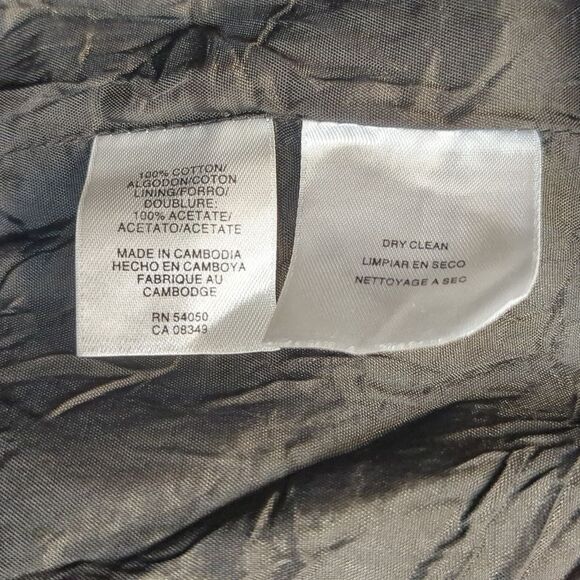 100% COTTON/
ALGODON/COTON
LINING/FORRO/
DOUBLURE:
100% ACETATE/
ACETATO/ACETATE
MADE IN CAMBODIA
HECHO EN CAMBOYA
FABRIQUE AU
CAMBODGE
RN 54050
CA 08349
DRY CLEAN
LIMPIAR EN SECO
NETTOYAGE A SEC